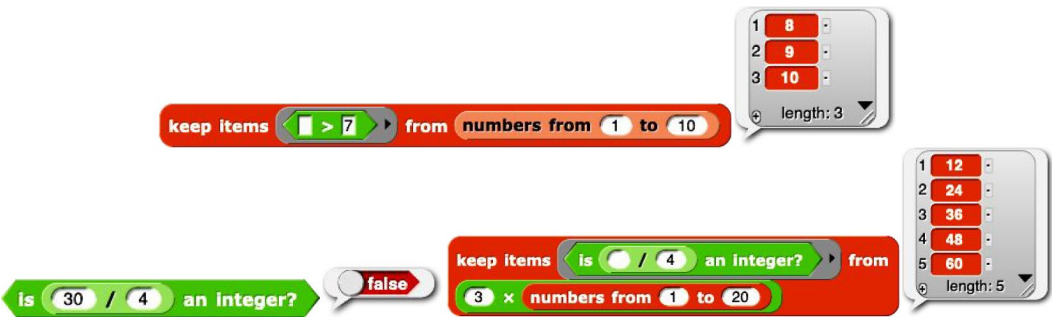 keep items > 7 from numbers from 1 to 10
1 8
2 9
3 10
+ length: 3
is 30 / 4 an integer?
false
keep items is / 4 an integer? from
3 × numbers from 1 to 20
1 12
2 24
3 36
4 48
5 60
+ length: 5